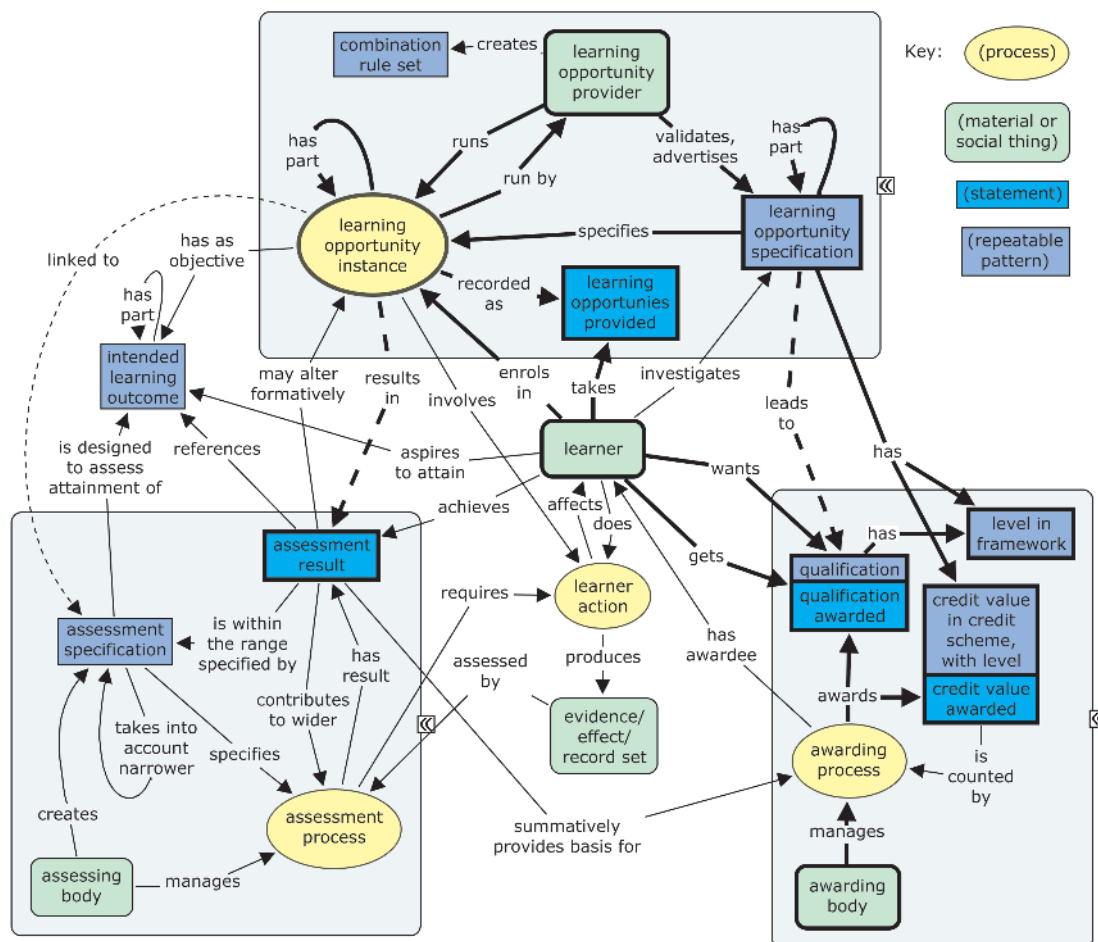 combination
rule set
creates
learning
opportunity
provider
Key:
(process)
has
part
runs
run by
validates,
advertises
has
part
(material or
social thing)
(statement)
(repeatable
pattern)
learning
opportunity
instance
specifies
learning
opportunity
specification
linked to
has as
objective
recorded
as
learning
opportunies
provided
has
part
intended
learning
outcome
may alter
formatively
results
in
involves
enrols
in
takes
investigates
leads
to
is designed
to assess
attainment of
references
aspires
to attain
learner
wants
has
achieves
affects
does
gets
has
level in
framework
assessment
result
learner
action
qualification
qualification
awarded
credit value
in credit
scheme,
with level
credit value
awarded
requires
assessment
specification
is within
the range
specified by
has
result
assessed
by
produces
has
awardee
contributes
to wider
awards
takes into
account
narrower
specifies
evidence/
effect/
record set
awarding
process
is
counted
by
creates
assessment
process
summatively
provides basis for
manages
assessing
body
manages
awarding
body